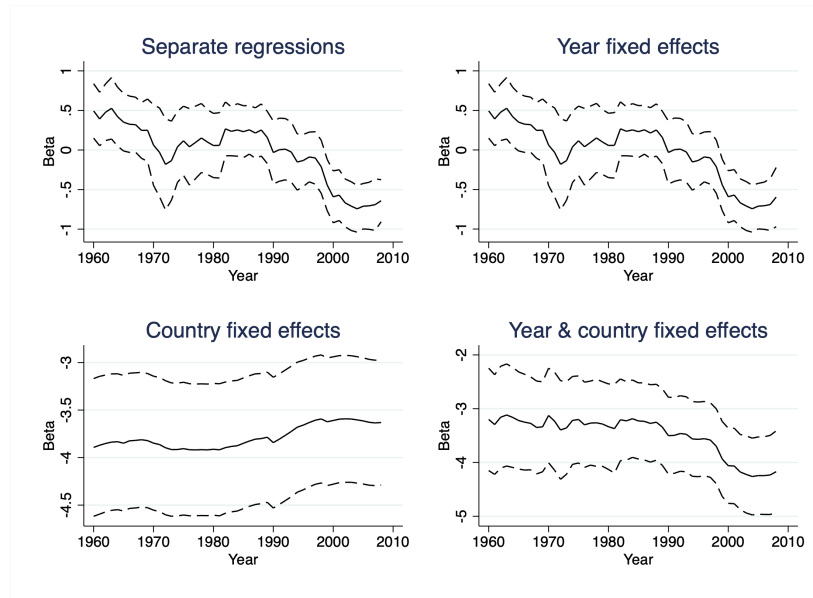 Separate regressions
Beta
1
.5
0
-.5
-1
1960 1970 1980 1990 2000 2010
Year
Year fixed effects
Beta
1
.5
0
-.5
-1
1960 1970 1980 1990 2000 2010
Year
Country fixed effects
Beta
-3
-3.5
-4
-4.5
1960 1970 1980 1990 2000 2010
Year
Year & country fixed effects
Beta
-2
-3
-4
-5
1960 1970 1980 1990 2000 2010
Year